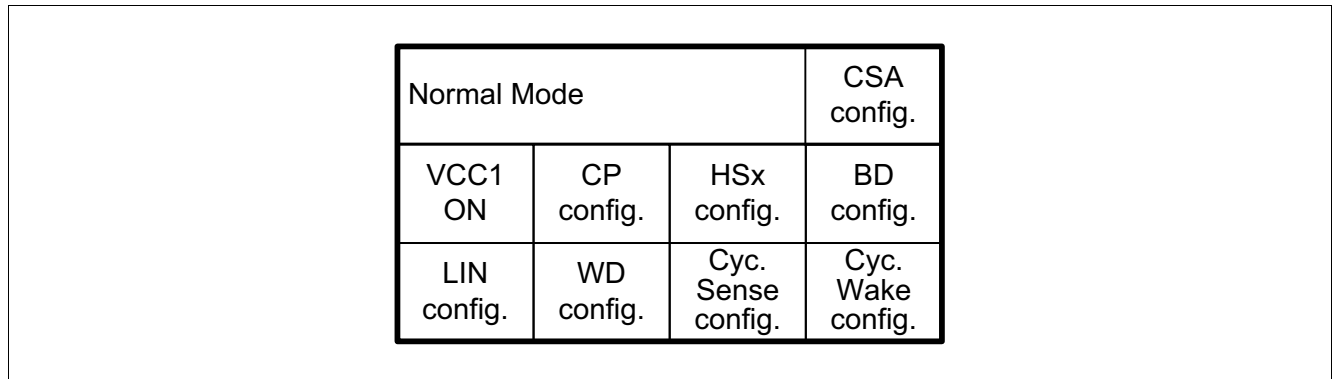 Normal Mode
CSA
config.
VCC1
ON
CP
config.
HSx
config.
BD
config.
LIN
config.
WD
config.
Cyc.
Sense
config.
Cyc.
Wake
config.